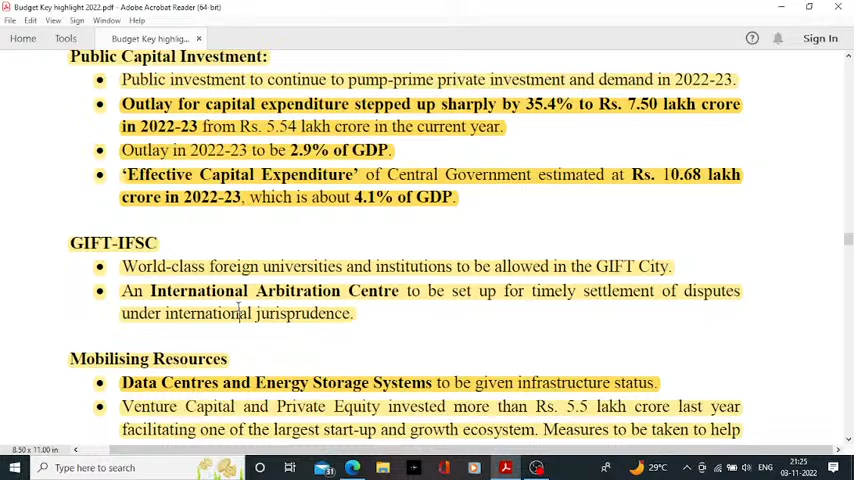 Budget Key highlight 2022.pdf - Adobe Acrobat Reader (64-bit)
File Edit View Sign Window Help
Home Tools Budget Key highlig... × Sign In
Public Capital Investment:
• Public investment to continue to pump-prime private investment and demand in 2022-23.
• Outlay for capital expenditure stepped up sharply by 35.4% to Rs. 7.50 lakh crore
in 2022-23 from Rs. 5.54 lakh crore in the current year.
• Outlay in 2022-23 to be 2.9% of GDP.
• ‘Effective Capital Expenditure’ of Central Government estimated at Rs. 10.68 lakh
crore in 2022-23, which is about 4.1% of GDP.
GIFT-IFSC
• World-class foreign universities and institutions to be allowed in the GIFT City.
• An International Arbitration Centre to be set up for timely settlement of disputes
under international jurisprudence.
Mobilising Resources
• Data Centres and Energy Storage Systems to be given infrastructure status.
• Venture Capital and Private Equity invested more than Rs. 5.5 lakh crore last year
facilitating one of the largest start-up and growth ecosystem. Measures to be taken to help
8.50 x 11.00 in
Type here to search 31 29°C ENG 21:25
03-11-2022